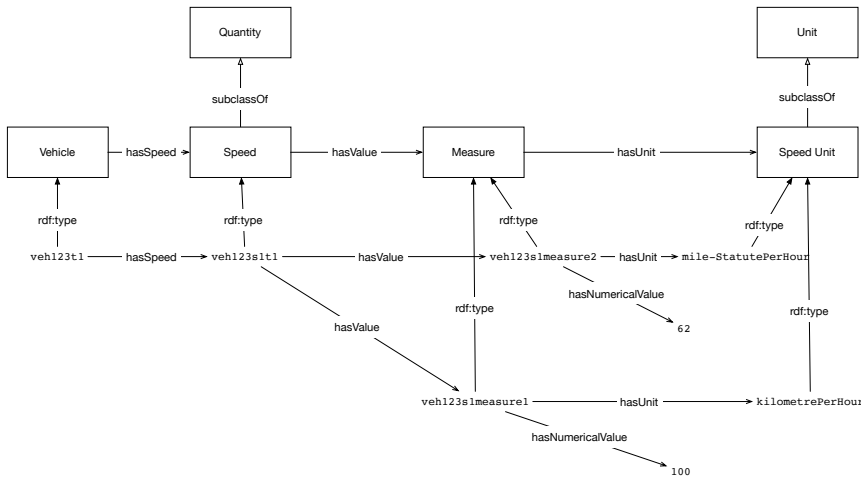 Quantity
Unit
subclassOf
subclassOf
Vehicle
hasSpeed
Speed
hasValue
Measure
hasUnit
Speed Unit
rdf:type
rdf:type
rdf:type
rdf:type
veh123t1
hasSpeed
veh123s1t1
hasValue
veh123s1measure2
hasUnit
mile-StatutePerHour
hasNumericalValue
rdf:type
rdf:type
hasValue
62
veh123s1measure1
hasUnit
kilometrePerHour
hasNumericalValue
100